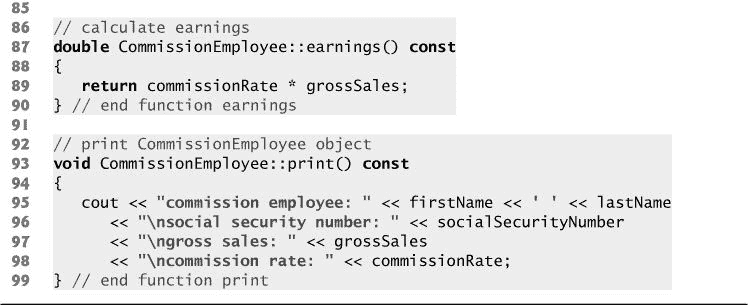 85
86 // calculate earnings
87 double CommissionEmployee::earnings() const
88 {
89    return commissionRate * grossSales;
90 } // end function earnings
91
92 // print CommissionEmployee object
93 void CommissionEmployee::print() const
94 {
95    cout << "commission employee: " << firstName << ' ' << lastName
96       << "\nsocial security number: " << socialSecurityNumber
97       << "\ngross sales: " << grossSales
98       << "\ncommission rate: " << commissionRate;
99 } // end function print